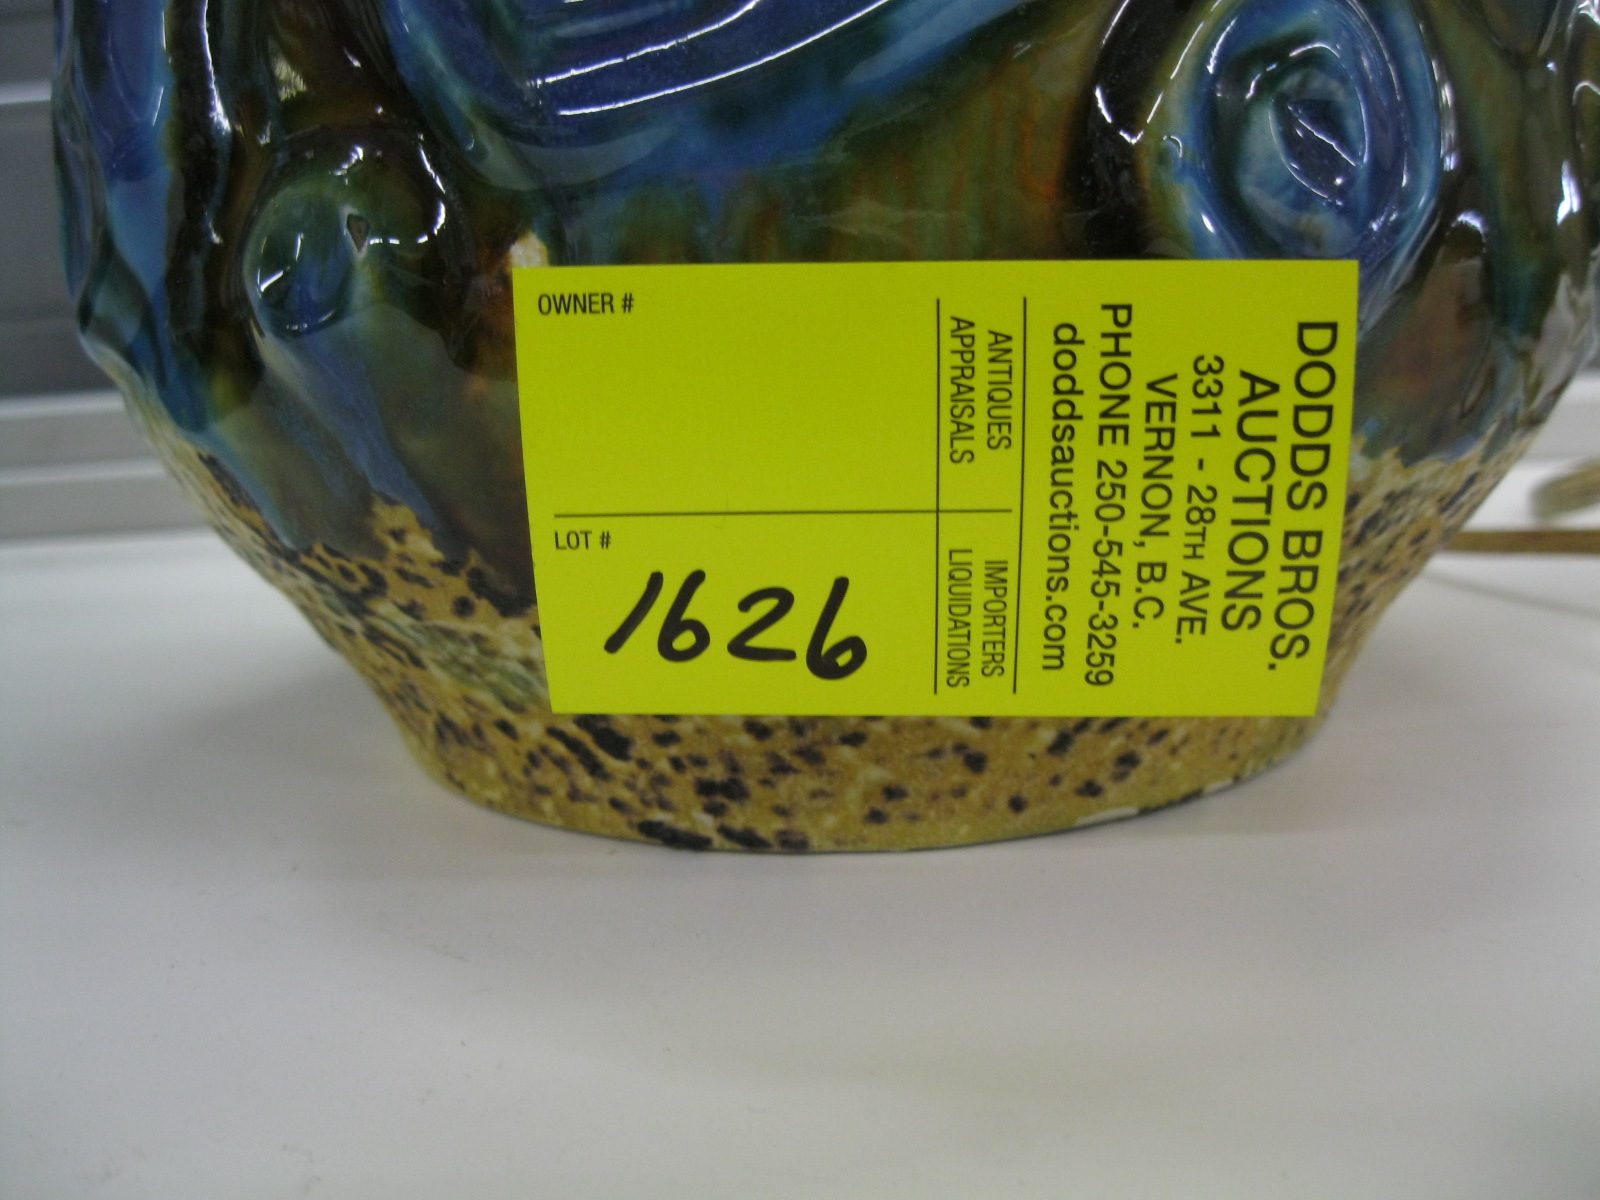 OWNER #
LOT #
1626
DODDS BROS.
AUCTIONS
3311 - 28TH AVE.
VERNON, B.C.
PHONE 250-545-3259
doddsauctions.com
ANTIQUES IMPORTERS
APPRAISALS LIQUIDATIONS